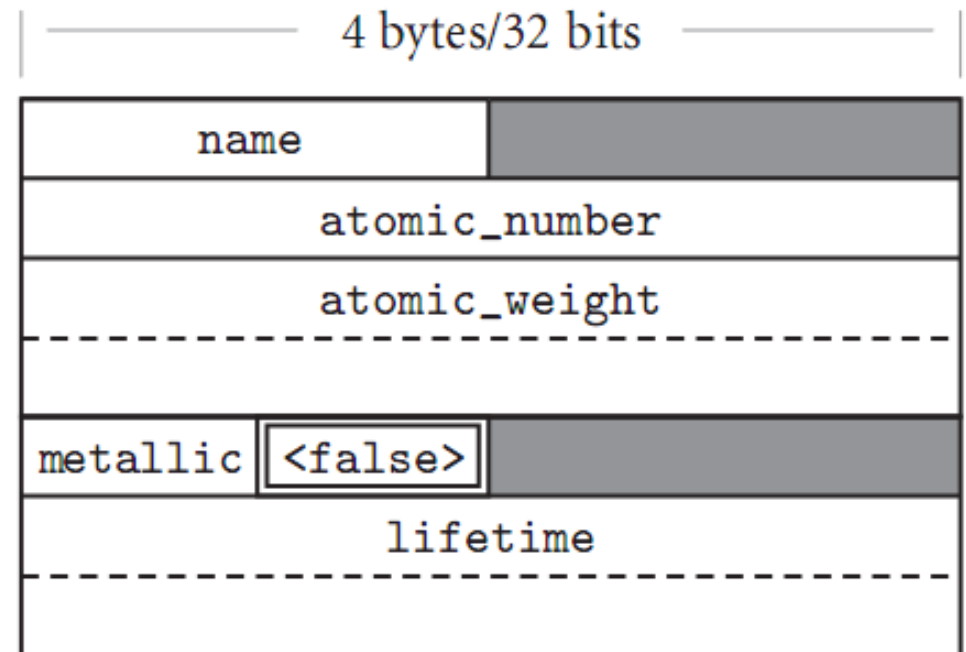 4 bytes/32 bits
name
atomic_number
atomic_weight
metallic <false>
lifetime